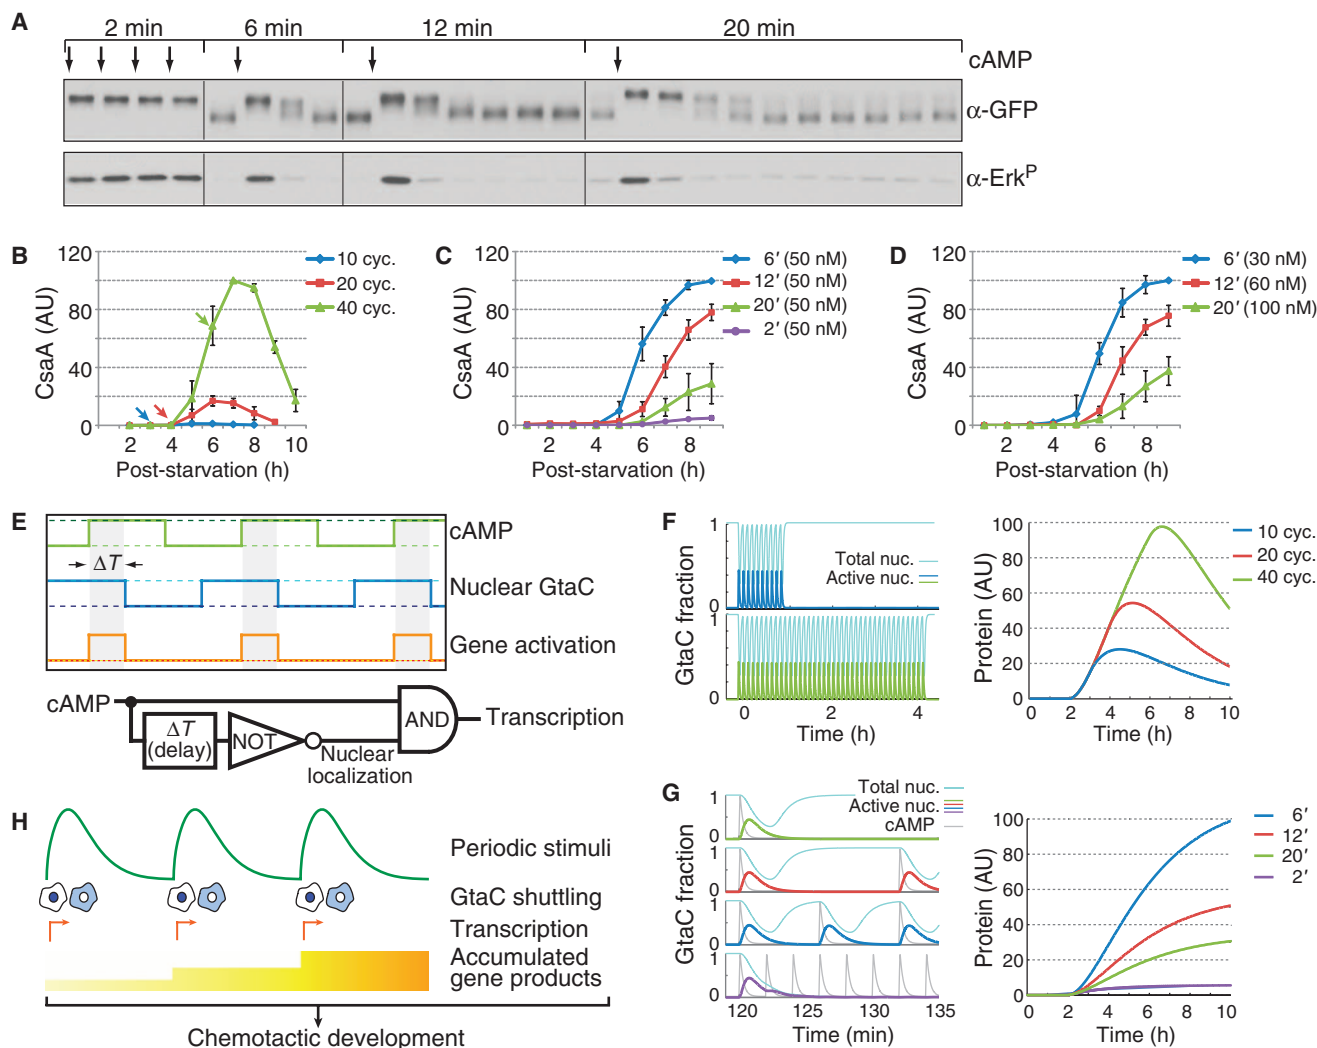 A
2 min 6 min 12 min 20 min
cAMP
α-GFP
α-Erkᴾ
B
CsaA (AU)
120
80
40
0
2 4 6 8 10
Post-starvation (h)
10 cyc.
20 cyc.
40 cyc.
C
CsaA (AU)
120
80
40
0
2 4 6 8
Post-starvation (h)
6′ (50 nM)
12′ (50 nM)
20′ (50 nM)
2′ (50 nM)
D
CsaA (AU)
120
80
40
0
2 4 6 8
Post-starvation (h)
6′ (30 nM)
12′ (60 nM)
20′ (100 nM)
E
cAMP
ΔT
Nuclear GtaC
Gene activation
cAMP
ΔT
(delay)
NOT
Nuclear
localization
AND
Transcription
F
GtaC fraction
1
0
1
0
Total nuc.
Active nuc.
0 2 4
Time (h)
Protein (AU)
100
80
60
40
20
0
0 2 4 6 8 10
Time (h)
10 cyc.
20 cyc.
40 cyc.
G
GtaC fraction
1
0
1
0
1
0
1
0
Total nuc.
Active nuc.
cAMP
120 125 130 135
Time (min)
Protein (AU)
100
80
60
40
20
0
0 2 4 6 8 10
Time (h)
6′
12′
20′
2′
H
Periodic stimuli
GtaC shuttling
Transcription
Accumulated
gene products
Chemotactic development